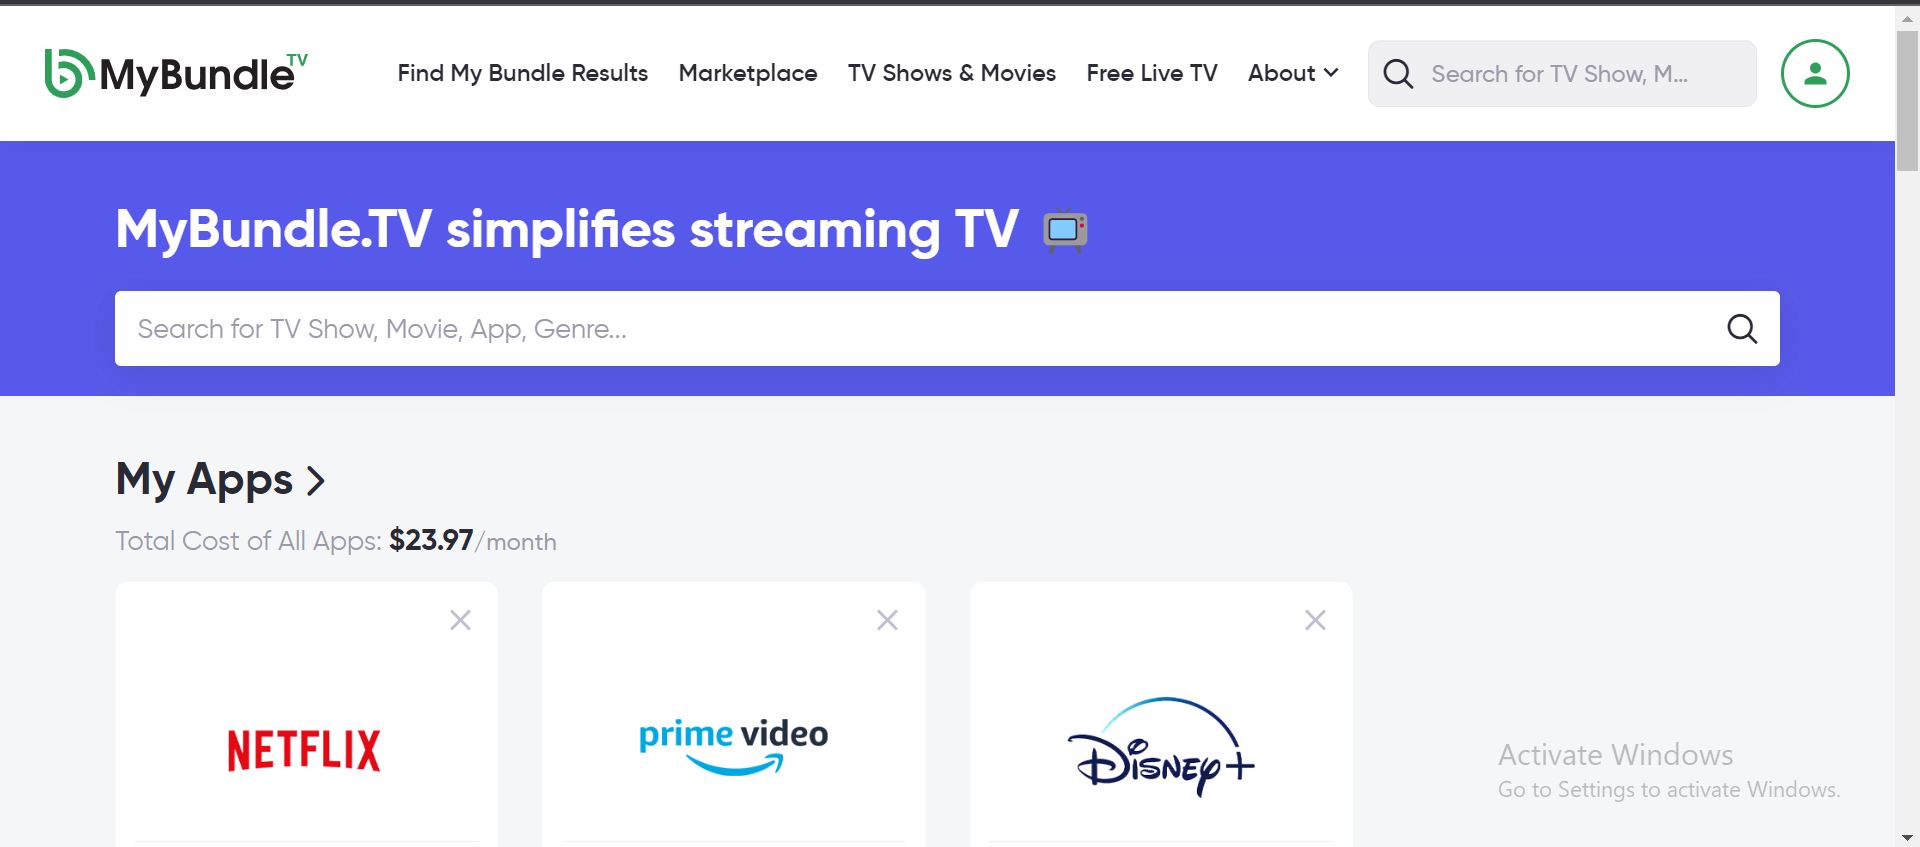 MyBundle TV
Find My Bundle Results Marketplace TV Shows & Movies Free Live TV About Search for TV Show, M...
MyBundle.TV simplifies streaming TV
Search for TV Show, Movie, App, Genre...
My Apps
Total Cost of All Apps: $23.97/month
NETFLIX
prime video
Disney+
Activate Windows
Go to Settings to activate Windows.